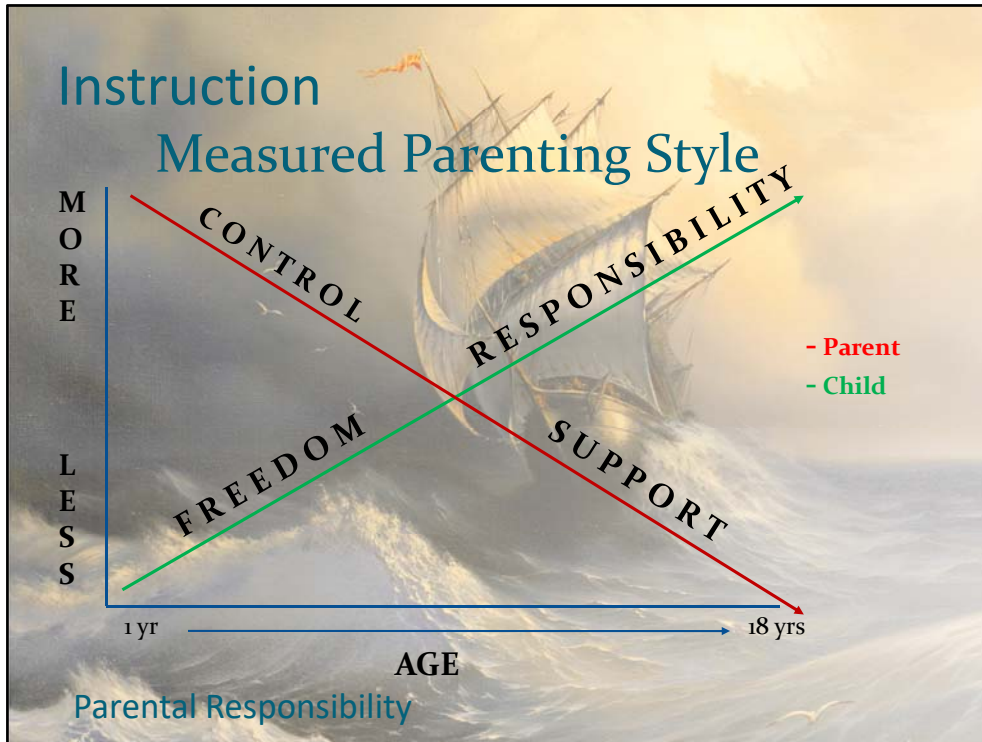 Instruction
Measured Parenting Style
MORE
LESS
CONTROL
RESPONSIBILITY
FREEDOM
SUPPORT
- Parent
- Child
1 yr
18 yrs
AGE
Parental Responsibility